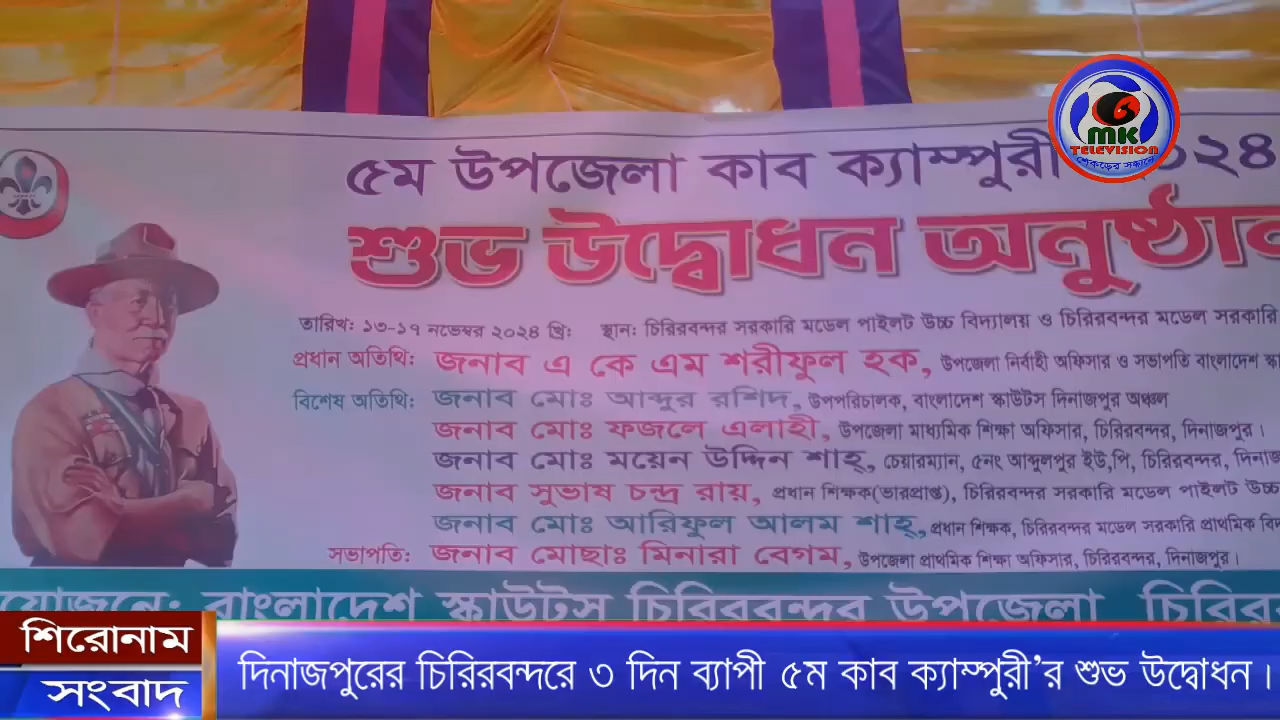 MK
TELEVISION
শেকড়ের সন্ধানে
৫ম উপজেলা কাব ক্যাম্পুরী ২০২৪
শুভ উদ্বোধন অনুষ্ঠান
তারিখ: ১৩-১৭ নভেম্বর ২০২৪ খ্রি: স্থান: চিরিরবন্দর সরকারি মডেল পাইলট উচ্চ বিদ্যালয় ও চিরিরবন্দর মডেল সরকারি
প্রধান অতিথি: জনাব এ কে এম শরীফুল হক, উপজেলা নির্বাহী অফিসার ও সভাপতি বাংলাদেশ
বিশেষ অতিথি: জনাব মোঃ আব্দুর রশিদ, উপপরিচালক, বাংলাদেশ স্কাউটস দিনাজপুর অঞ্চল
জনাব মোঃ ফজলে এলাহী, উপজেলা মাধ্যমিক শিক্ষা অফিসার, চিরিরবন্দর, দিনাজপুর।
জনাব মোঃ ময়েন উদ্দিন শাহ্, চেয়ারম্যান, ৫নং আব্দুলপুর ইউ,পি, চিরিরবন্দর, দিনাজ
জনাব সুভাষ চন্দ্র রায়, প্রধান শিক্ষক(ভারপ্রাপ্ত), চিরিরবন্দর সরকারি মডেল পাইলট উচ্চ
জনাব মোঃ আরিফুল আলম শাহ্, প্রধান শিক্ষক, চিরিরবন্দর মডেল সরকারি প্রাথমিক বিদ
সভাপতি: জনাব মোছাঃ মিনারা বেগম, উপজেলা প্রাথমিক শিক্ষা অফিসার, চিরিরবন্দর, দিনাজপুর।
য়োজনে: বাংলাদেশ স্কাউটস চিরিরবন্দর উপজেলা, চিরির
শিরোনাম
সংবাদ
দিনাজপুরের চিরিরবন্দরে ৩ দিন ব্যাপী ৫ম কাব ক্যাম্পুরী’র শুভ উদ্বোধন।